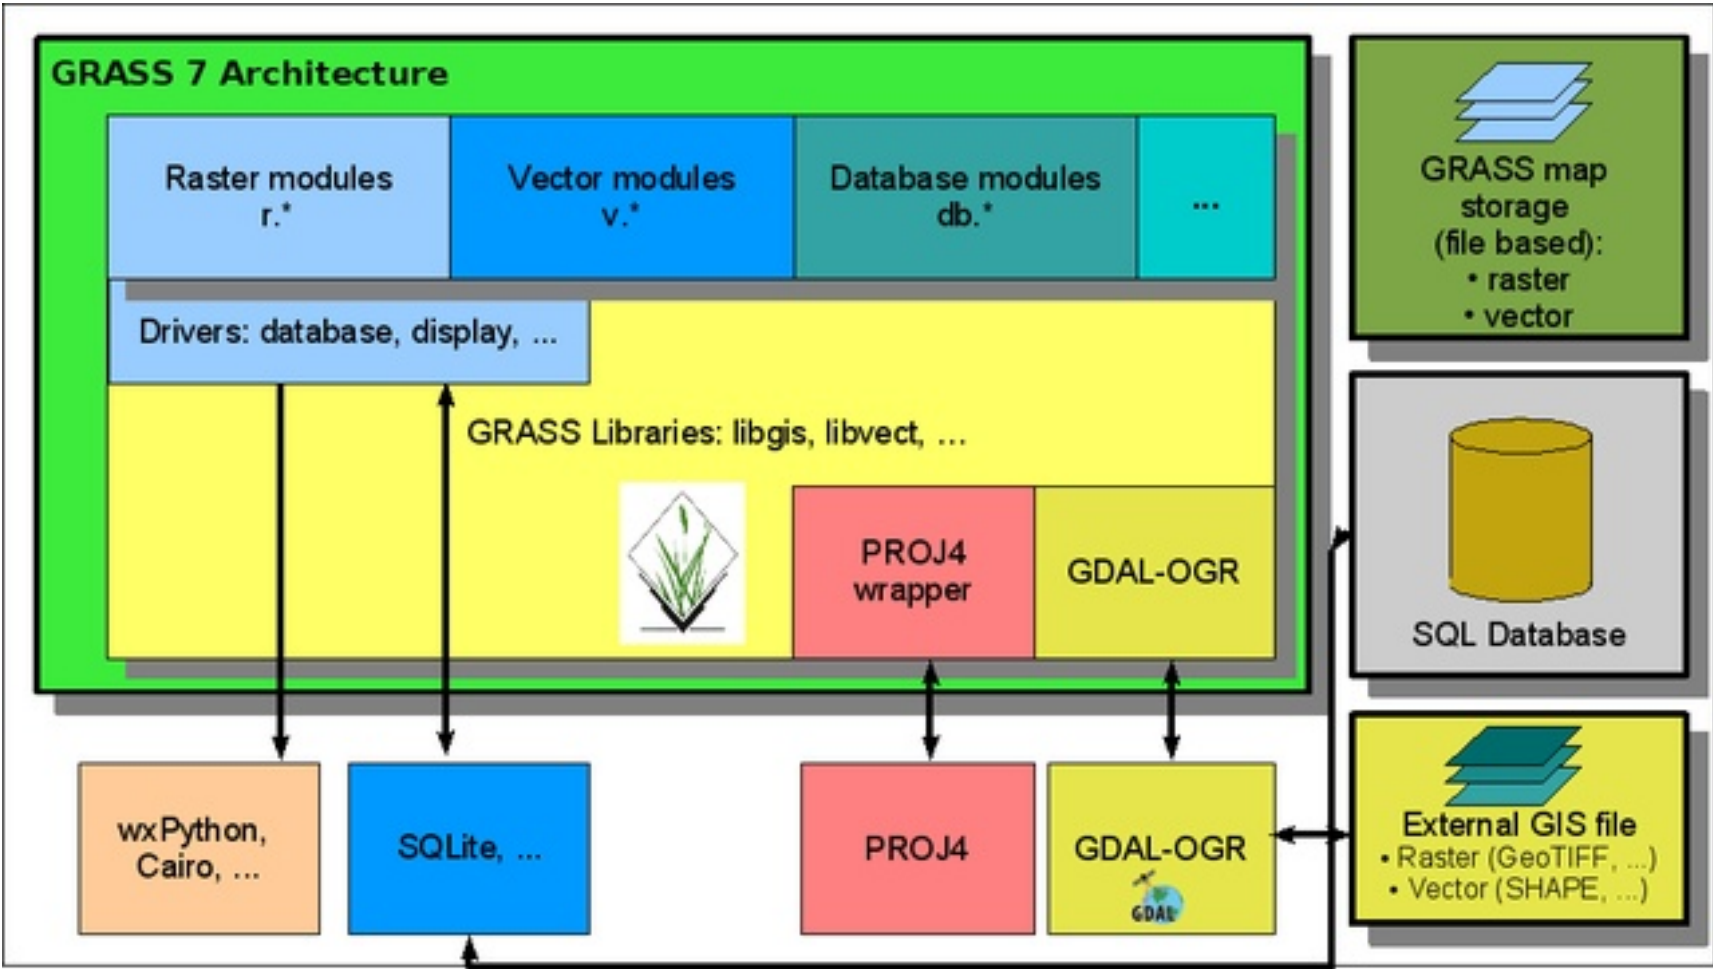 GRASS 7 Architecture
Raster modules
r.*
Vector modules
v.*
Database modules
db.*
...
Drivers: database, display, ...
GRASS Libraries: libgis, libvect, ...
PROJ4
wrapper
GDAL-OGR
wxPython,
Cairo, ...
SQLite, ...
PROJ4
GDAL-OGR
GDAL
GRASS map
storage
(file based):
• raster
• vector
SQL Database
External GIS file
• Raster (GeoTIFF, ...)
• Vector (SHAPE, ...)